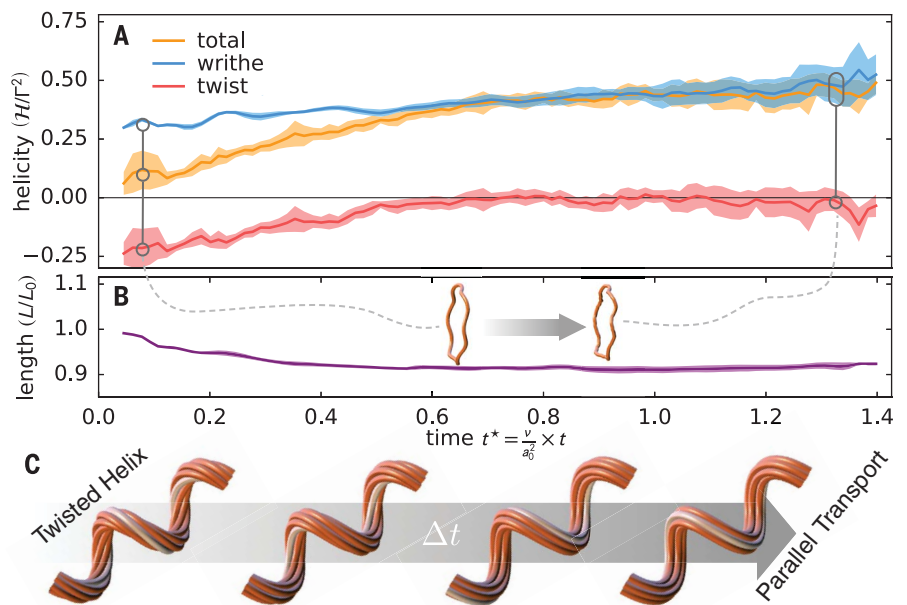 A
total
writhe
twist
0.75
0.50
0.25
0.00
−0.25
helicity (ℋ/Γ²)
B
1.1
1.0
0.9
length (L/L₀)
0.0 0.2 0.4 0.6 0.8 1.0 1.2 1.4
time t⋆ = ν/a₀² × t
C
Twisted Helix
Δt
Parallel Transport